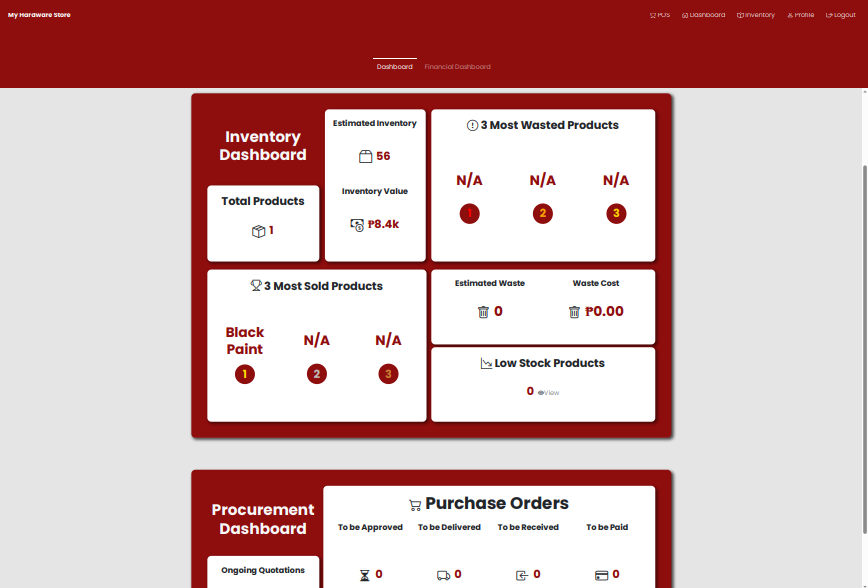 My Hardware Store
POS
Dashboard
Inventory
Profile
Logout
Dashboard
Financial Dashboard
Inventory
Dashboard
Total Products
1
Estimated Inventory
56
Inventory Value
₱8.4k
3 Most Wasted Products
N/A
N/A
N/A
1
2
3
3 Most Sold Products
Black
Paint
N/A
N/A
1
2
3
Estimated Waste
Waste Cost
0
₱0.00
Low Stock Products
0
View
Procurement
Dashboard
Ongoing Quotations
Purchase Orders
To be Approved
To be Delivered
To be Received
To be Paid
0
0
0
0